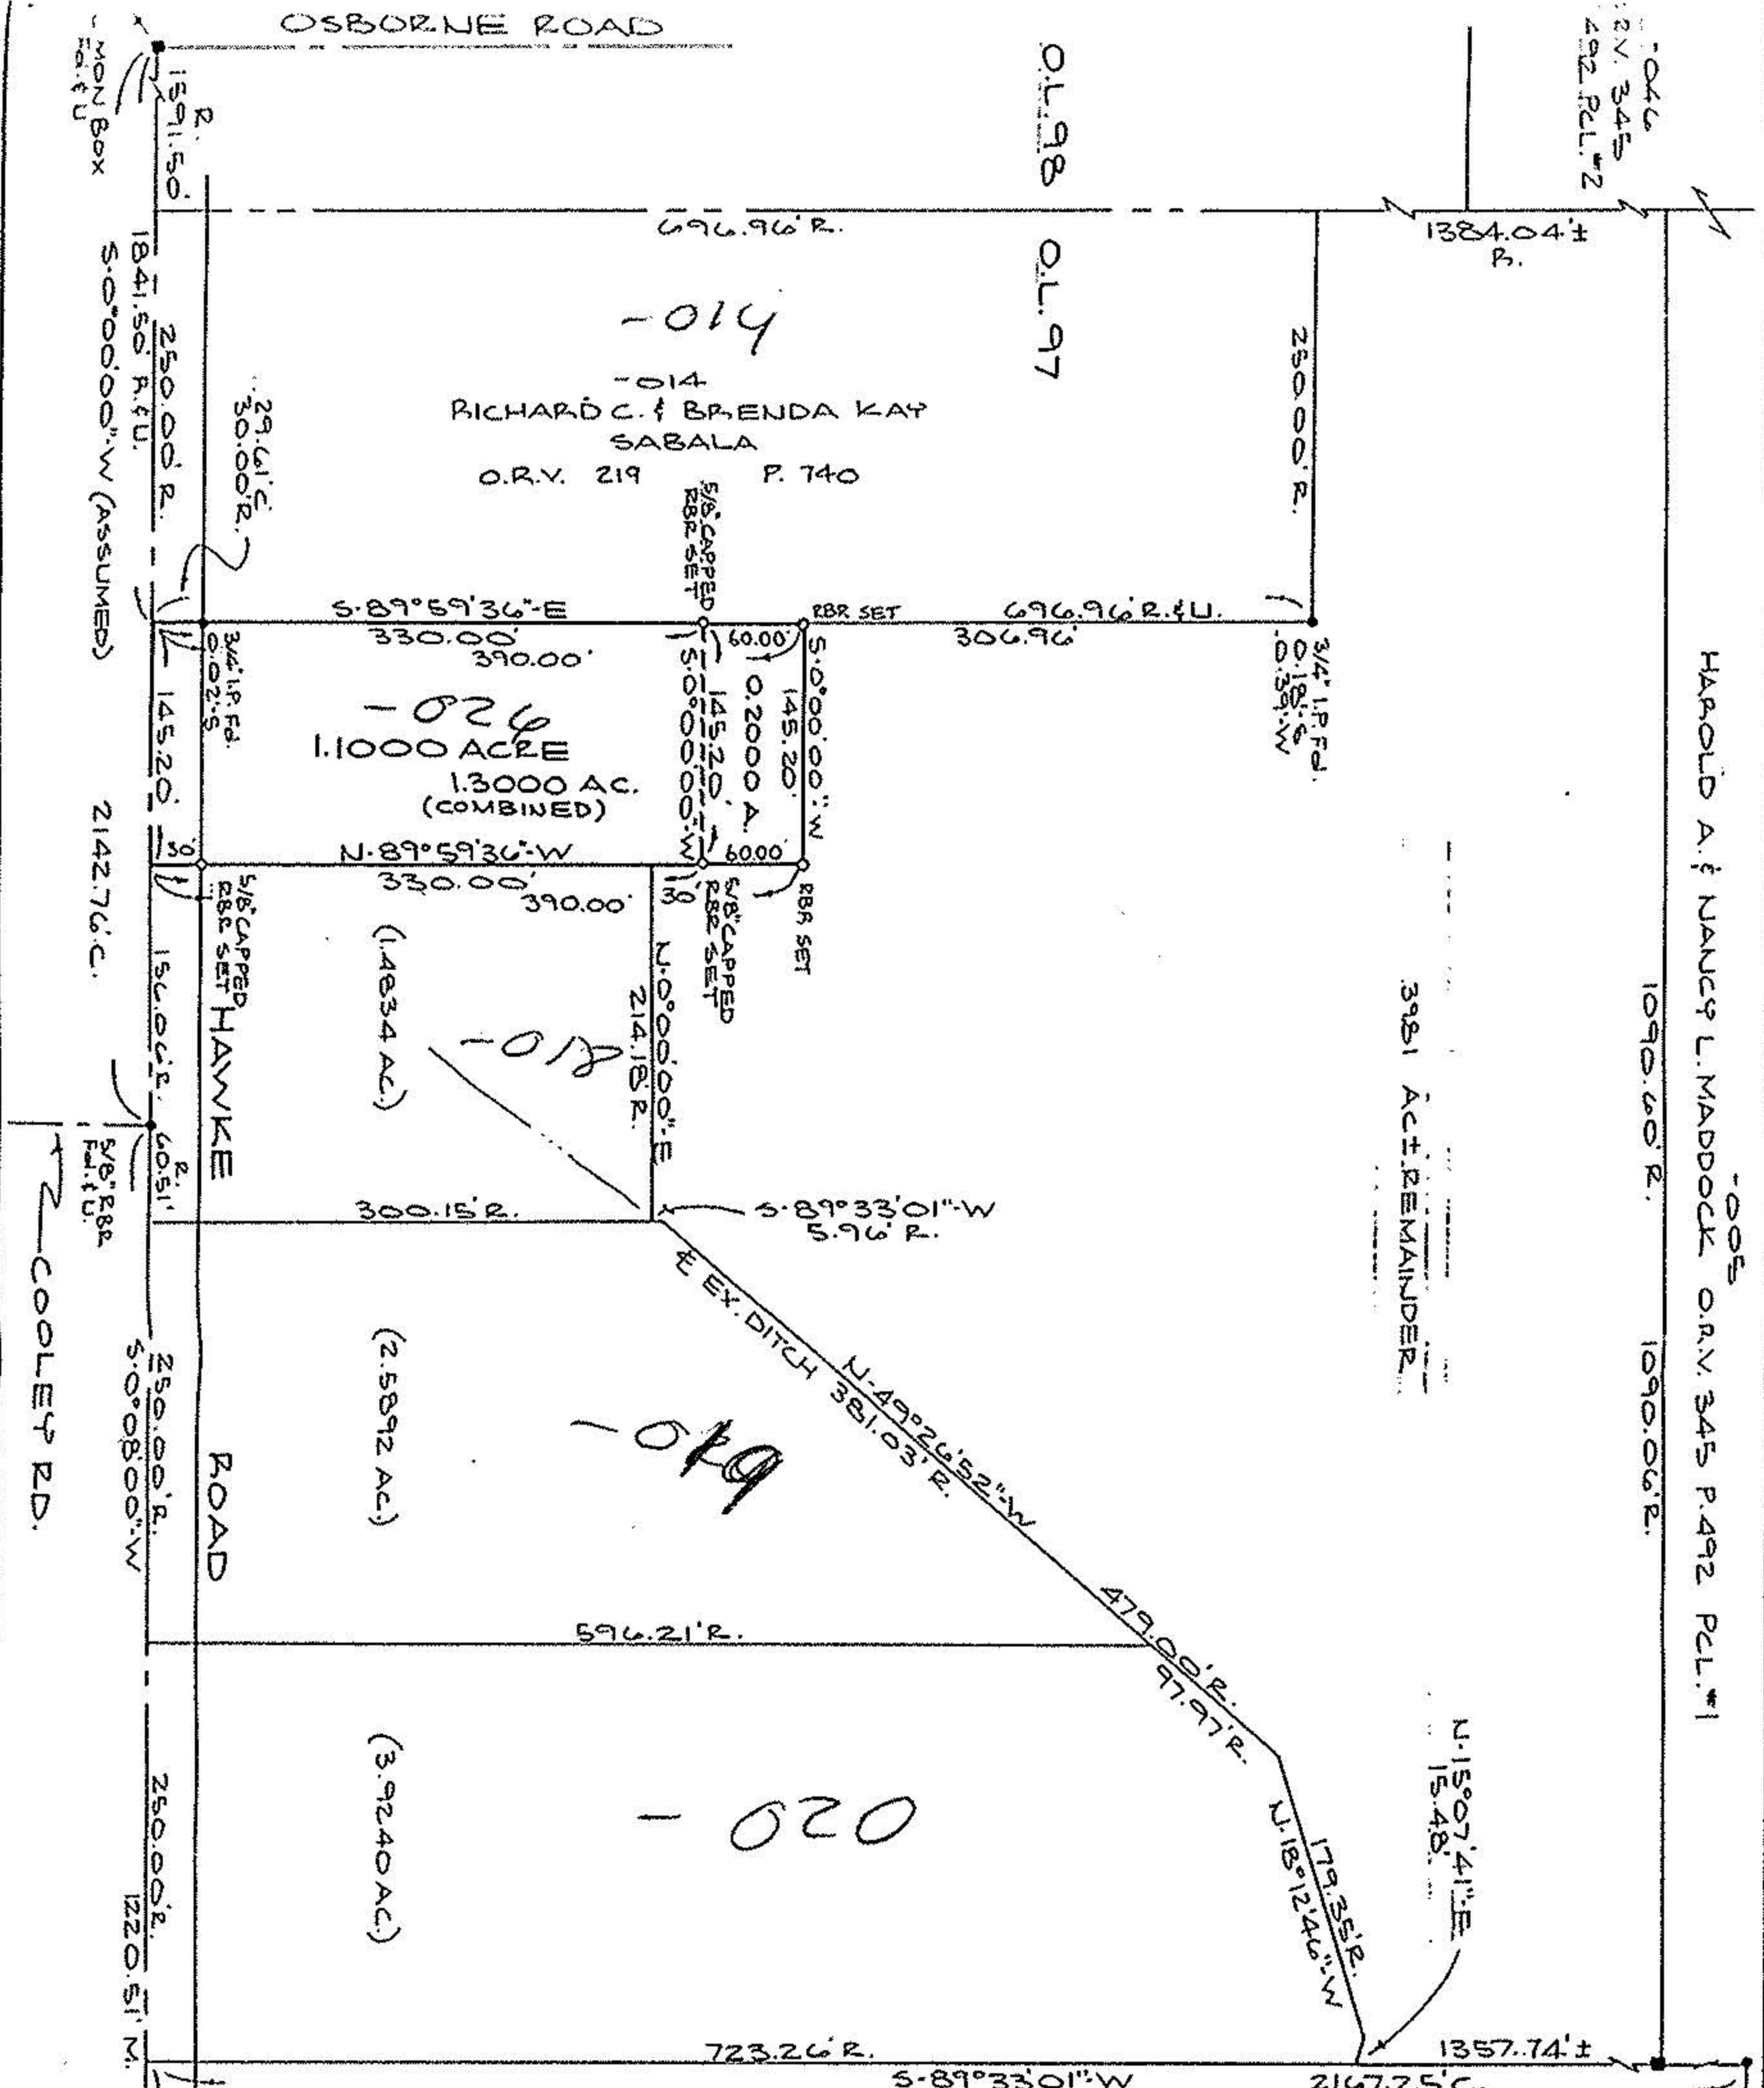 OSBORNE ROAD
MON BOX
Fd. & U
R.
1591.50'
O.L. 98
O.L. 97
492 PCL. #2
696.96' R.
1384.04'±
R.
250.00' R.
1841.50' R. & U.
S-0°00'00"-W (ASSUMED)
29.61' C.
30.00' R.
-014
-014
RICHARD C. & BRENDA KAY
SABALA
O.R.V. 219 P. 740
250.00' R.
5/8" CAPPED
RBR SET
S-89°59'36"-E
330.00'
390.00'
60.00'
RBR SET
696.96' R. & U.
306.96'
3/4" I.P. Fd.
0.02'-S
3/4" I.P. Fd.
0.18'-S
0.39'-W
145.20'
-026
1.1000 ACRE
1.3000 AC.
(COMBINED)
S-0°00'00"-W
145.20'
0.2000 A.
145.20'
S-0°00'00"-W
30'
N-89°59'36"-W
330.00'
390.00'
30'
60.00'
5/8" CAPPED
RBR SET
RBR SET
5/8" CAPPED
RBR SET
2142.76' C.
156.06' R.
HAWKE
ROAD
(1.4834 AC.)
-012
214.18' R.
N-0°00'00"-E
5/8" RBR
Fd. & U.
R.
60.51'
COOLEY RD.
300.15' R.
S-89°33'01"-W
5.96' R.
℄ EX. DITCH 381.03' R.
N-49°26'52"-W
479.00' R.
97.97' R.
250.00' R.
S-0°08'00"-W
(2.5892 AC.)
596.21' R.
(3.9240 AC.)
-020
250.00' R.
1220.51' M.
179.35' R.
N-18°12'46"-W
N-15°07'41"-E
15.48'
723.26' R.
1357.74'±
S-89°33'01"-W
2167.25' C.
AC± REMAINDER
1090.60' R.
1090.06' R.
-005
HAROLD A. & NANCY L. MADDOCK O.R.V. 345 P. 492 PCL. #1